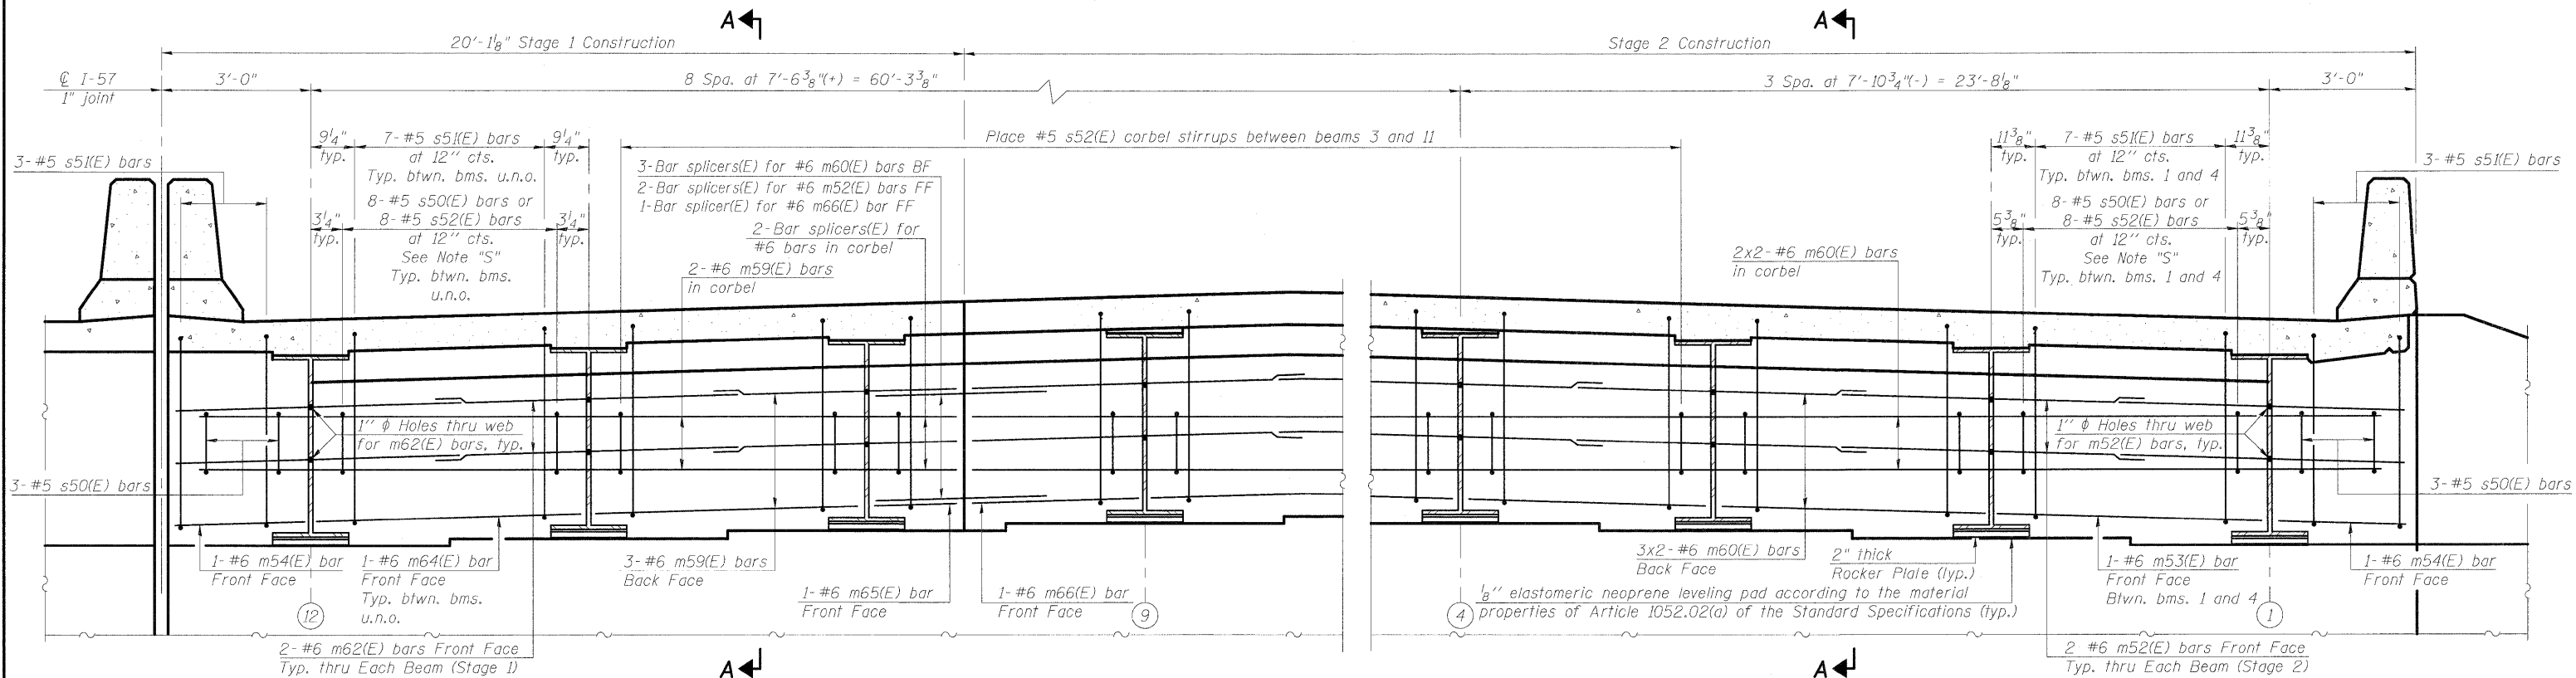 A
A
20'-1⅛" Stage 1 Construction
Stage 2 Construction
℄ I-57
1" joint
3'-0"
8 Spa. at 7'-6⅜"(+) = 60'-3⅜"
3 Spa. at 7'-10¾"(-) = 23'-8⅛"
3'-0"
3-#5 s51(E) bars
9¼"
typ.
7-#5 s51(E) bars
at 12" cts.
Typ. btwn. bms. u.n.o.
9¼"
typ.
8-#5 s50(E) bars or
8-#5 s52(E) bars
at 12" cts.
See Note "S"
Typ. btwn. bms.
u.n.o.
3¼"
typ.
3¼"
typ.
Place #5 s52(E) corbel stirrups between beams 3 and 11
3-Bar splicers(E) for #6 m60(E) bars BF
2-Bar splicers(E) for #6 m52(E) bars FF
1-Bar splicer(E) for #6 m66(E) bar FF
2-Bar splicers(E) for
#6 bars in corbel
2-#6 m59(E) bars
in corbel
2x2-#6 m60(E) bars
in corbel
11⅜"
typ.
7-#5 s51(E) bars
at 12" cts.
Typ. btwn. bms. 1 and 4
11⅜"
typ.
8-#5 s50(E) bars or
8-#5 s52(E) bars
at 12" cts.
See Note "S"
Typ. btwn. bms. 1 and 4
5⅜"
typ.
5⅜"
typ.
3-#5 s51(E) bars
1" ϕ Holes thru web
for m62(E) bars, typ.
1" ϕ Holes thru web
for m52(E) bars, typ.
3-#5 s50(E) bars
3-#5 s50(E) bars
1-#6 m54(E) bar
Front Face
1-#6 m64(E) bar
Front Face
Typ. btwn. bms.
u.n.o.
3-#6 m59(E) bars
Back Face
1-#6 m65(E) bar
Front Face
1-#6 m66(E) bar
Front Face
3x2-#6 m60(E) bars
Back Face
2" thick
Rocker Plate (typ.)
⅛" elastomeric neoprene leveling pad according to the material
properties of Article 1052.02(a) of the Standard Specifications (typ.)
1-#6 m53(E) bar
Front Face
Btwn. bms. 1 and 4
1-#6 m54(E) bar
Front Face
12
9
4
1
2-#6 m62(E) bars Front Face
Typ. thru Each Beam (Stage 1)
2 #6 m52(E) bars Front Face
Typ. thru Each Beam (Stage 2)
A
A